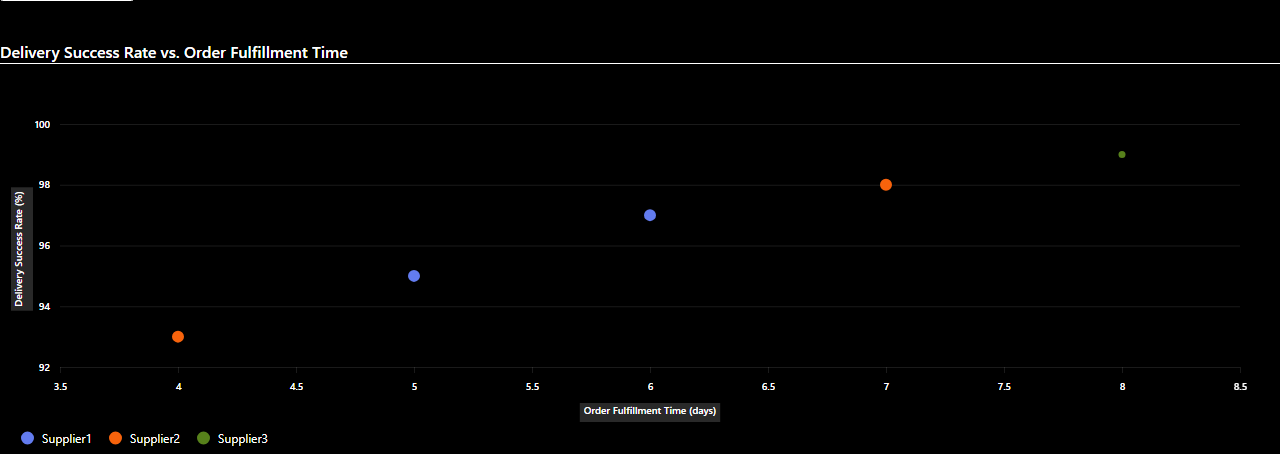 Delivery Success Rate vs. Order Fulfillment Time
100
98
96
94
92
Delivery Success Rate (%)
3.5 4 4.5 5 5.5 6 6.5 7 7.5 8 8.5
Order Fulfillment Time (days)
Supplier1 Supplier2 Supplier3